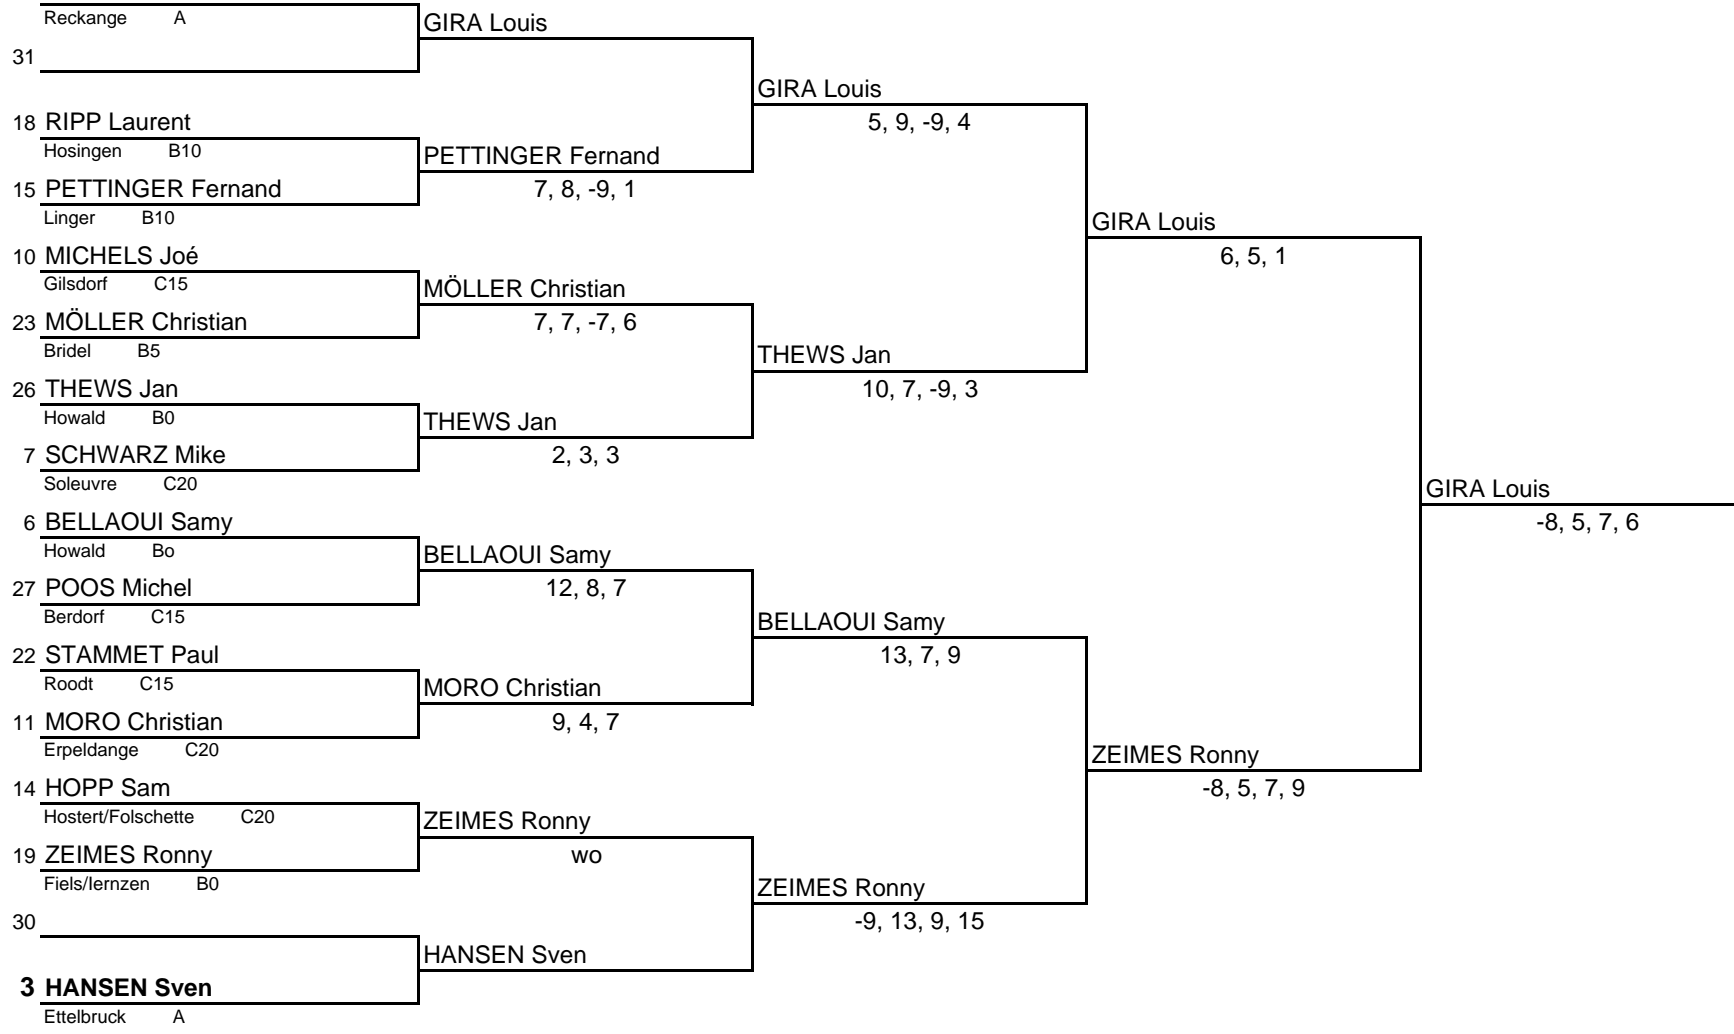 Reckange A
GIRA Louis
31
GIRA Louis
18 RIPP Laurent
5, 9, -9, 4
Hosingen B10
PETTINGER Fernand
15 PETTINGER Fernand
7, 8, -9, 1
Linger B10
GIRA Louis
10 MICHELS Joé
6, 5, 1
Gilsdorf C15
MÖLLER Christian
23 MÖLLER Christian
7, 7, -7, 6
Bridel B5
THEWS Jan
26 THEWS Jan
10, 7, -9, 3
Howald B0
THEWS Jan
7 SCHWARZ Mike
2, 3, 3
Soleuvre C20
GIRA Louis
6 BELLAOUI Samy
-8, 5, 7, 6
Howald Bo
BELLAOUI Samy
27 POOS Michel
12, 8, 7
Berdorf C15
BELLAOUI Samy
22 STAMMET Paul
13, 7, 9
Roodt C15
MORO Christian
11 MORO Christian
9, 4, 7
Erpeldange C20
ZEIMES Ronny
14 HOPP Sam
-8, 5, 7, 9
Hostert/Folschette C20
ZEIMES Ronny
19 ZEIMES Ronny
wo
Fiels/Iernzen B0
ZEIMES Ronny
30
-9, 13, 9, 15
HANSEN Sven
3 HANSEN Sven
Ettelbruck A